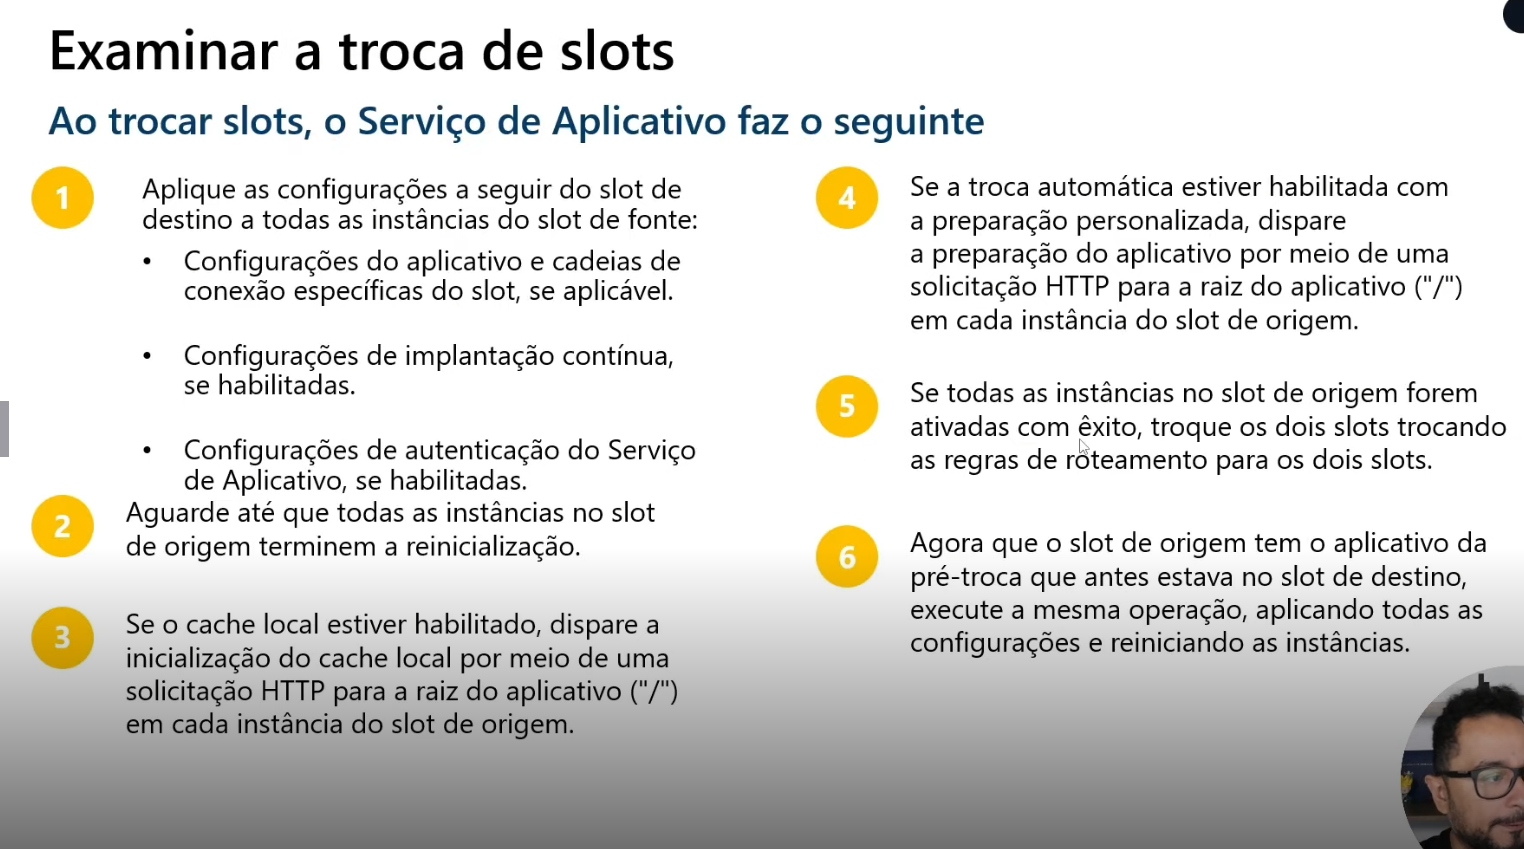 Examinar a troca de slots
Ao trocar slots, o Serviço de Aplicativo faz o seguinte
1
Aplique as configurações a seguir do slot de
destino a todas as instâncias do slot de fonte:
• Configurações do aplicativo e cadeias de
conexão específicas do slot, se aplicável.
• Configurações de implantação contínua,
se habilitadas.
• Configurações de autenticação do Serviço
de Aplicativo, se habilitadas.
2
Aguarde até que todas as instâncias no slot
de origem terminem a reinicialização.
3
Se o cache local estiver habilitado, dispare a
inicialização do cache local por meio de uma
solicitação HTTP para a raiz do aplicativo ("/")
em cada instância do slot de origem.
4
Se a troca automática estiver habilitada com
a preparação personalizada, dispare
a preparação do aplicativo por meio de uma
solicitação HTTP para a raiz do aplicativo ("/")
em cada instância do slot de origem.
5
Se todas as instâncias no slot de origem forem
ativadas com êxito, troque os dois slots trocando
as regras de roteamento para os dois slots.
6
Agora que o slot de origem tem o aplicativo da
pré-troca que antes estava no slot de destino,
execute a mesma operação, aplicando todas as
configurações e reiniciando as instâncias.